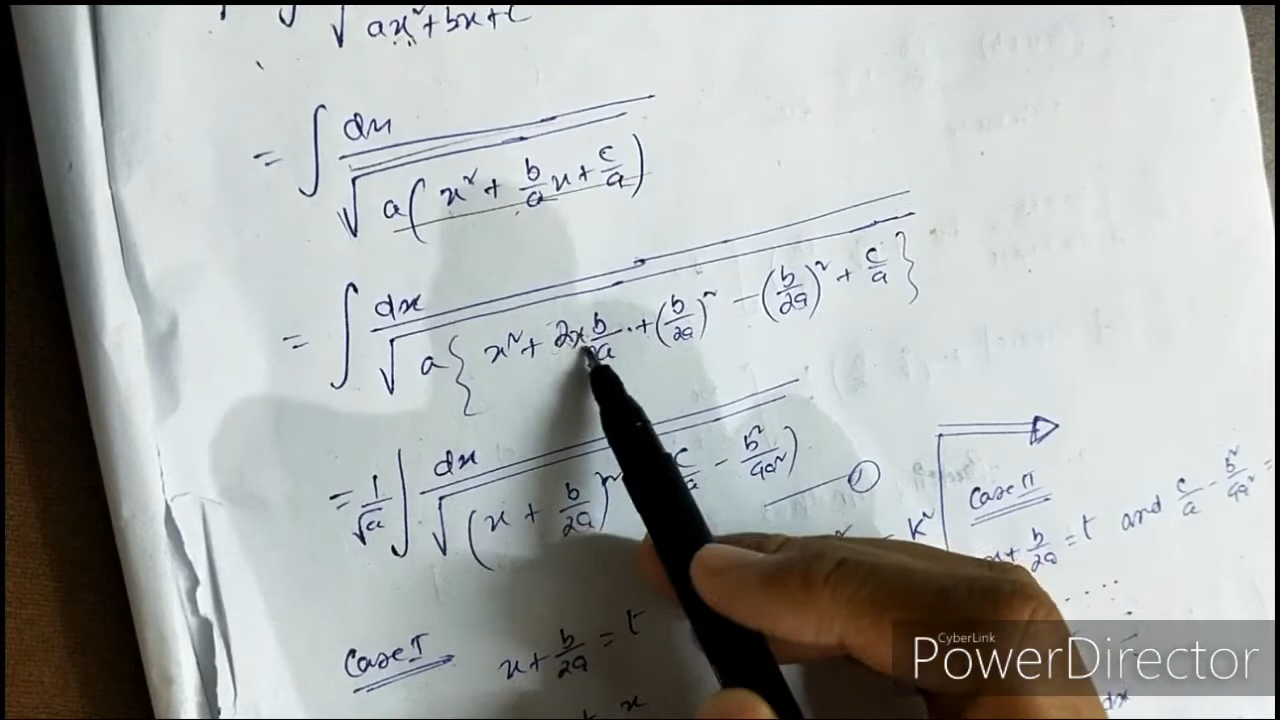 √ax²+bx+c
= ∫ dx / √a(x² + b/a x + c/a)
= ∫ dx / √a{x² + 2x b/2a · + (b/2a)² - (b/2a)² + c/a}
= 1/√a ∫ dx / √(x + b/2a)² c/a - b²/4a²) ①
Case II
x + b/2a = t and c/a - b²/4a² =
- K²
Case I x + b/2a = t
dx
CyberLink
PowerDirector